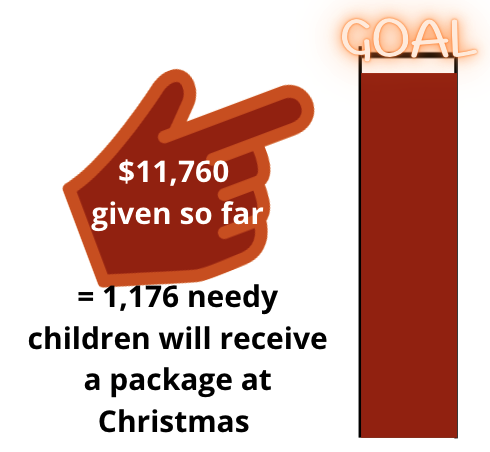 GOAL
$11,760
given so far
= 1,176 needy
children will receive
a package at
Christmas